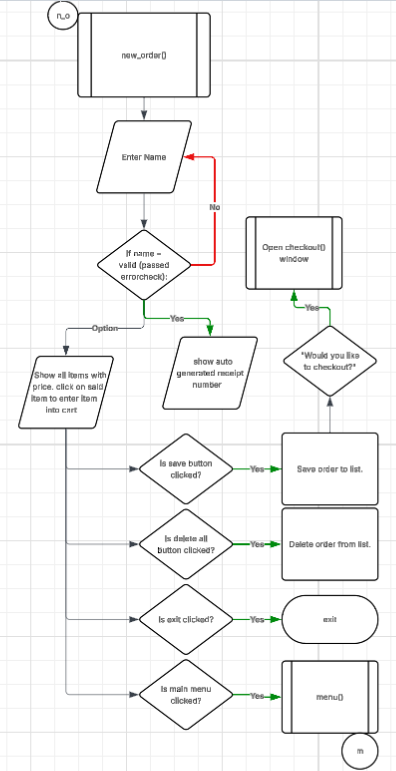 n_o
new_order()
Enter Name
No
If name =
valid (passed
errorcheck):
Open checkout()
window
Yes
Yes
Option
"Would you like
to checkout?"
show auto
generated receipt
number
Show all items with
price. click on said
item to enter item
into cart
Is save button
clicked?
Yes
Save order to list.
Is delete all
button clicked?
Yes
Delete order from list.
Is exit clicked?
Yes
exit
Is main menu
clicked?
Yes
menu()
m